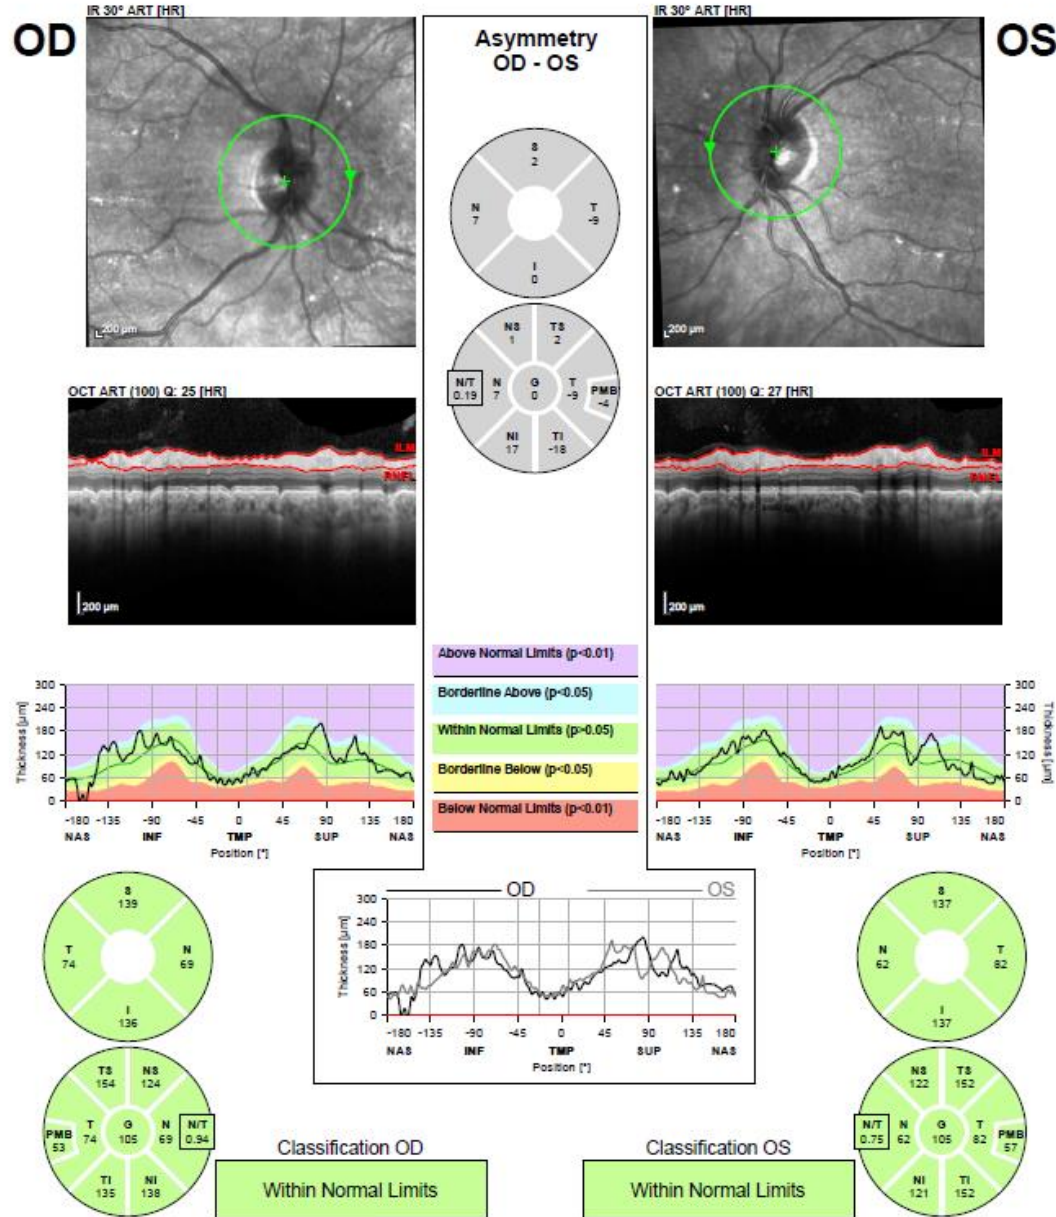 IR 30° ART [HR]
OD
200 µm
OCT ART (100) Q: 25 [HR]
ILM
RNFL
200 µm
Asymmetry
OD - OS
S
2
N
7
T
-9
I
0
NS
1
TS
2
N/T
0.19
N
7
G
0
T
-9
PMB
-4
NI
17
TI
-18
IR 30° ART [HR]
OS
200 µm
OCT ART (100) Q: 27 [HR]
ILM
RNFL
200 µm
Above Normal Limits (p<0.01)
Borderline Above (p<0.05)
Within Normal Limits (p>0.05)
Borderline Below (p<0.05)
Below Normal Limits (p<0.01)
Thickness [µm]
300
240
180
120
60
0
-180 -135 -90 -45 0 45 90 135 180
NAS INF TMP SUP NAS
Position [°]
300
240
180
120
60
0
Thickness [µm]
-180 -135 -90 -45 0 45 90 135 180
NAS INF TMP SUP NAS
Position [°]
OD OS
Thickness [µm]
300
240
180
120
60
0
-180 -135 -90 -45 0 45 90 135 180
NAS INF TMP SUP NAS
Position [°]
S
139
T
74
N
69
I
136
TS
154
NS
124
PMB
53
T
74
G
105
N
69
N/T
0.94
TI
135
NI
138
Classification OD
Within Normal Limits
S
137
N
62
T
82
I
137
NS
122
TS
152
N/T
0.75
N
62
G
105
T
82
PMB
57
NI
121
TI
152
Classification OS
Within Normal Limits